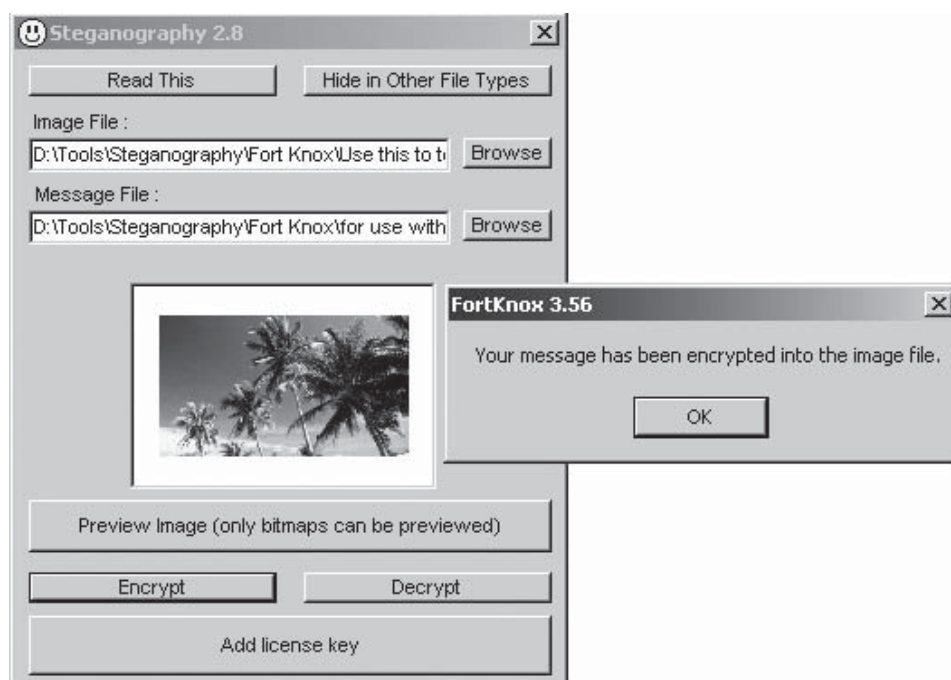 Steganography 2.8
Read This
Hide in Other File Types
Image File :
D:\Tools\Steganography\Fort Knox\Use this to t
Browse
Message File :
D:\Tools\Steganography\Fort Knox\for use with
Browse
FortKnox 3.56
Your message has been encrypted into the image file.
OK
Preview Image (only bitmaps can be previewed)
Encrypt
Decrypt
Add license key